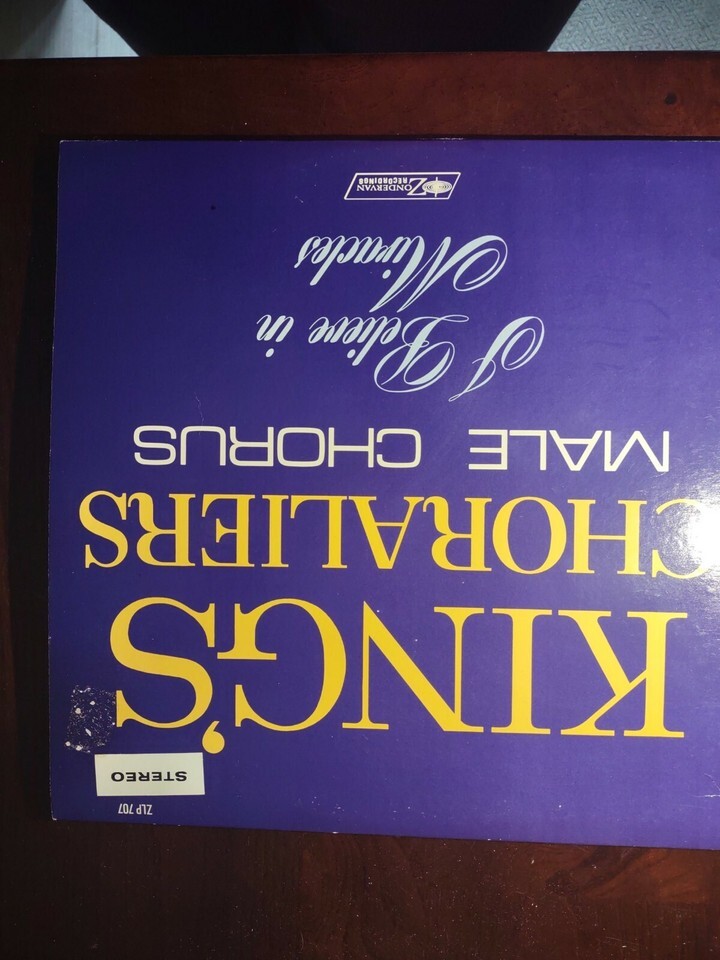 ZLP 707
STEREO
KING'S
CHORALIERS
MALE CHORUS
I Believe in
Miracles
ZONDERVAN
RECORDINGS